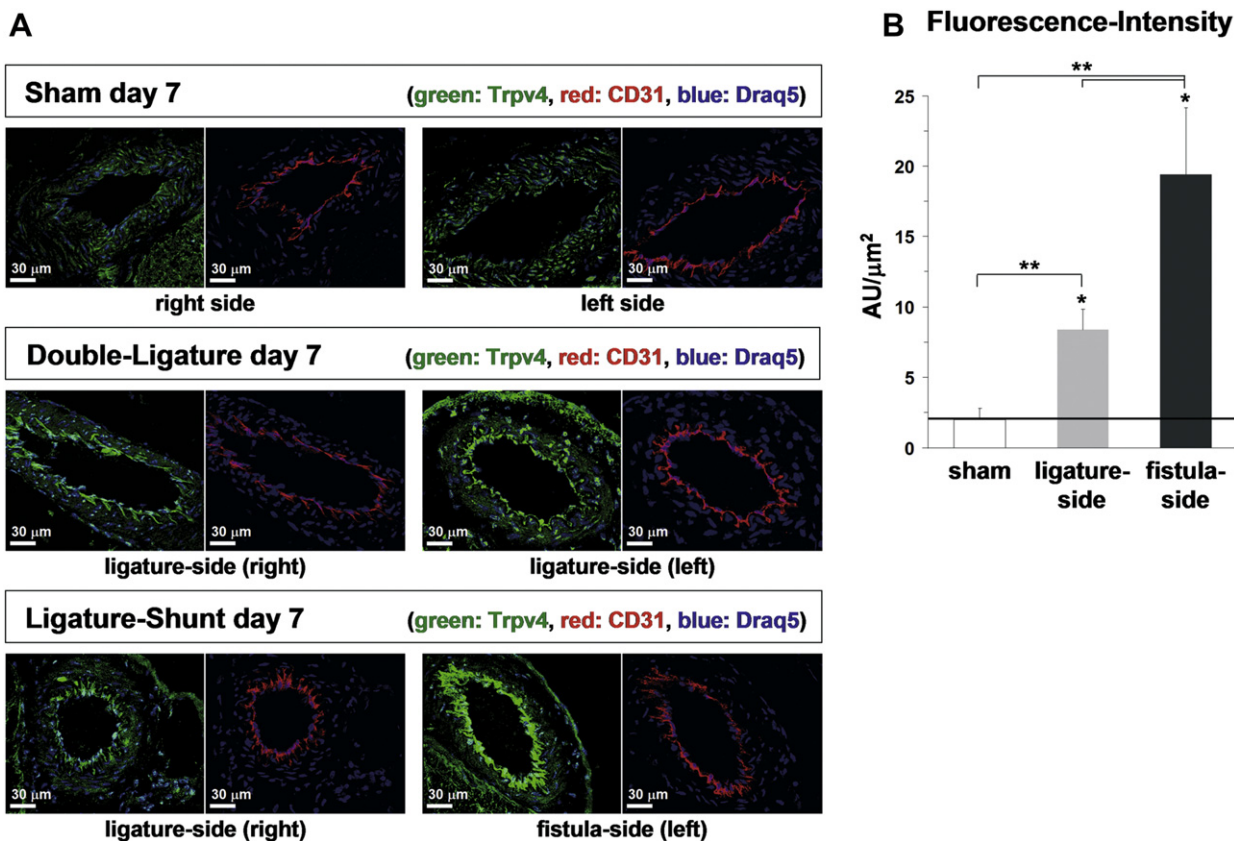 A
Sham day 7 (green: Trpv4, red: CD31, blue: Draq5)
30 μm
30 μm
30 μm
30 μm
right side
left side
Double-Ligature day 7 (green: Trpv4, red: CD31, blue: Draq5)
30 μm
30 μm
30 μm
30 μm
ligature-side (right)
ligature-side (left)
Ligature-Shunt day 7 (green: Trpv4, red: CD31, blue: Draq5)
30 μm
30 μm
30 μm
30 μm
ligature-side (right)
fistula-side (left)
B Fluorescence-Intensity
**
*
**
*
AU/μm²
25
20
15
10
5
0
sham
ligature-
side
fistula-
side